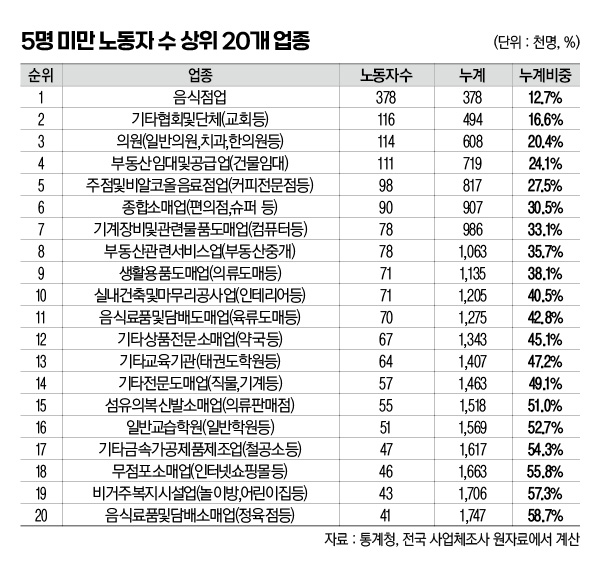 5명 미만 노동자 수 상위 20개 업종
(단위 : 천명, %)
순위 업종 노동자수 누계 누계비중
1 음식점업 378 378 12.7%
2 기타협회및단체(교회등) 116 494 16.6%
3 의원(일반의원,치과,한의원등) 114 608 20.4%
4 부동산임대및공급업(건물임대) 111 719 24.1%
5 주점및비알코올음료점업(커피전문점등) 98 817 27.5%
6 종합소매업(편의점,슈퍼 등) 90 907 30.5%
7 기계장비및관련물품도매업(컴퓨터등) 78 986 33.1%
8 부동산관련서비스업(부동산중개) 78 1,063 35.7%
9 생활용품도매업(의류도매등) 71 1,135 38.1%
10 실내건축및마무리공사업(인테리어등) 71 1,205 40.5%
11 음식료품및담배도매업(육류도매등) 70 1,275 42.8%
12 기타상품전문소매업(약국등) 67 1,343 45.1%
13 기타교육기관(태권도학원등) 64 1,407 47.2%
14 기타전문도매업(직물,기계등) 57 1,463 49.1%
15 섬유의복신발소매업(의류판매점) 55 1,518 51.0%
16 일반교습학원(일반학원등) 51 1,569 52.7%
17 기타금속가공제품제조업(철공소등) 47 1,617 54.3%
18 무점포소매업(인터넷쇼핑몰등) 46 1,663 55.8%
19 비거주복지시설업(놀이방,어린이집등) 43 1,706 57.3%
20 음식료품및담배소매업(정육점등) 41 1,747 58.7%
자료 : 통계청, 전국 사업체조사 원자료에서 계산